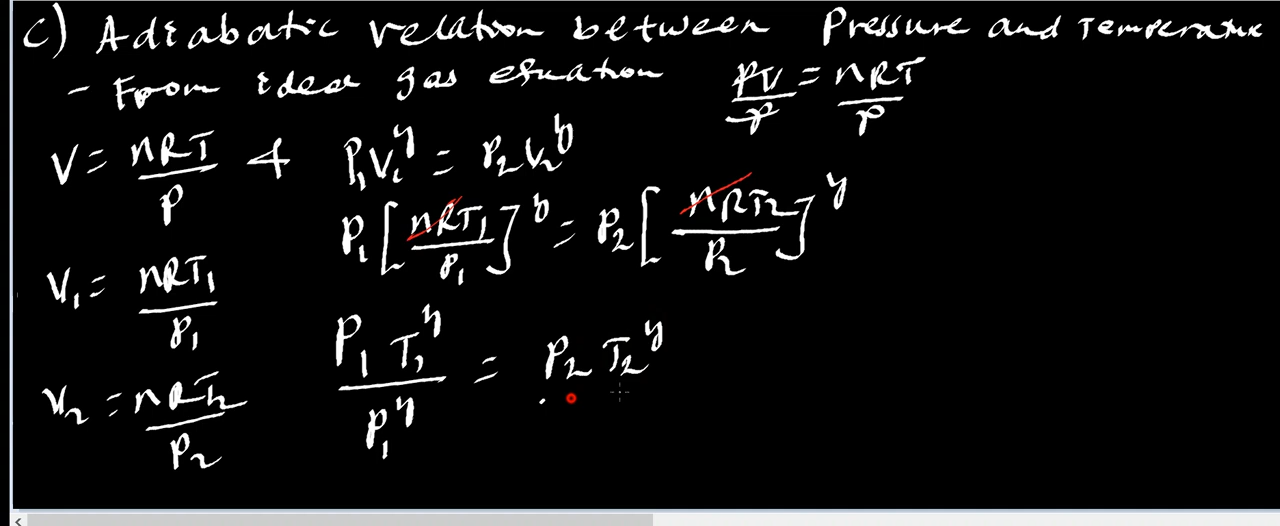 c) Adiabatic relation between Pressure and Temperature
- From ideal gas equation PV/P = nRT/P
V = nRT/P & P₁V₁^γ = P₂V₂^γ
P₁[nRT₁/P₁]^γ = P₂[nRT₂/P₂]^γ
V₁ = nRT₁/P₁
P₁T₁^γ/P₁^γ = P₂T₂^γ
V₂ = nRT₂/P₂